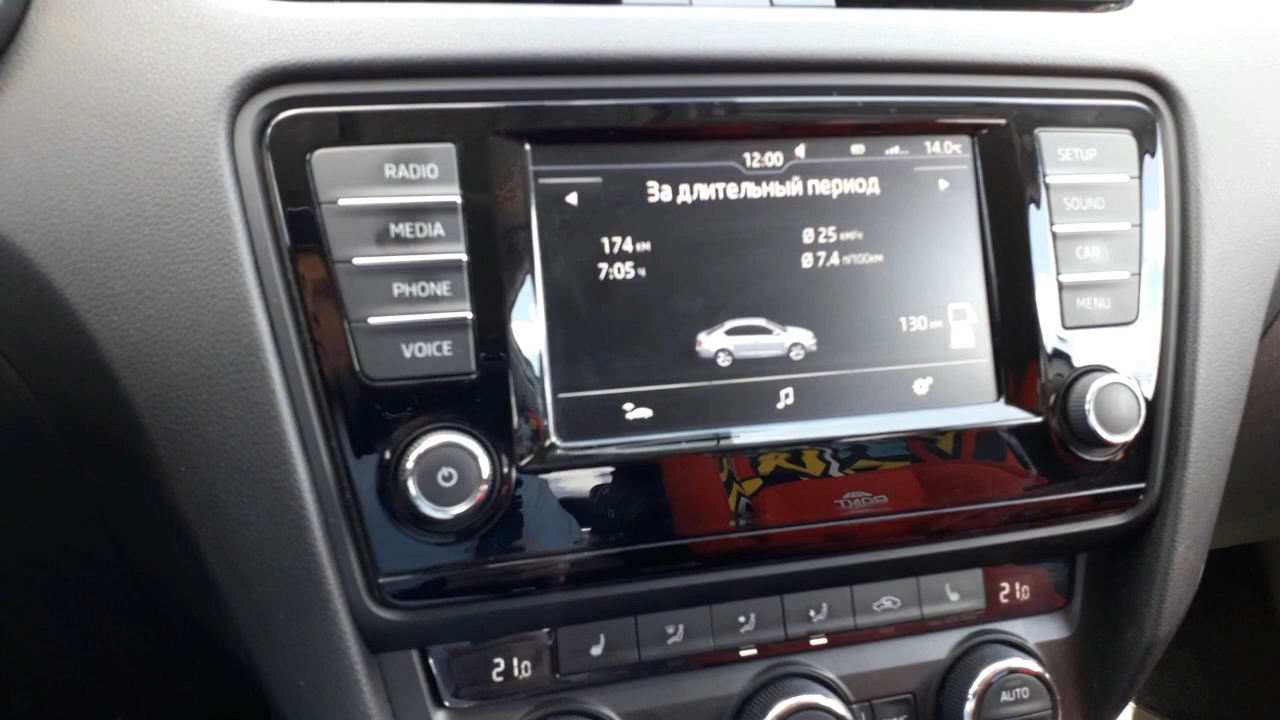 RADIO
MEDIA
PHONE
VOICE
12:00
14.0°C
За длительный период
174 км
Ø 25 км/ч
7:05 ч
Ø 7.4 л/100км
130 км
SETUP
SOUND
CAR
MENU
21.0
21.0
AUTO